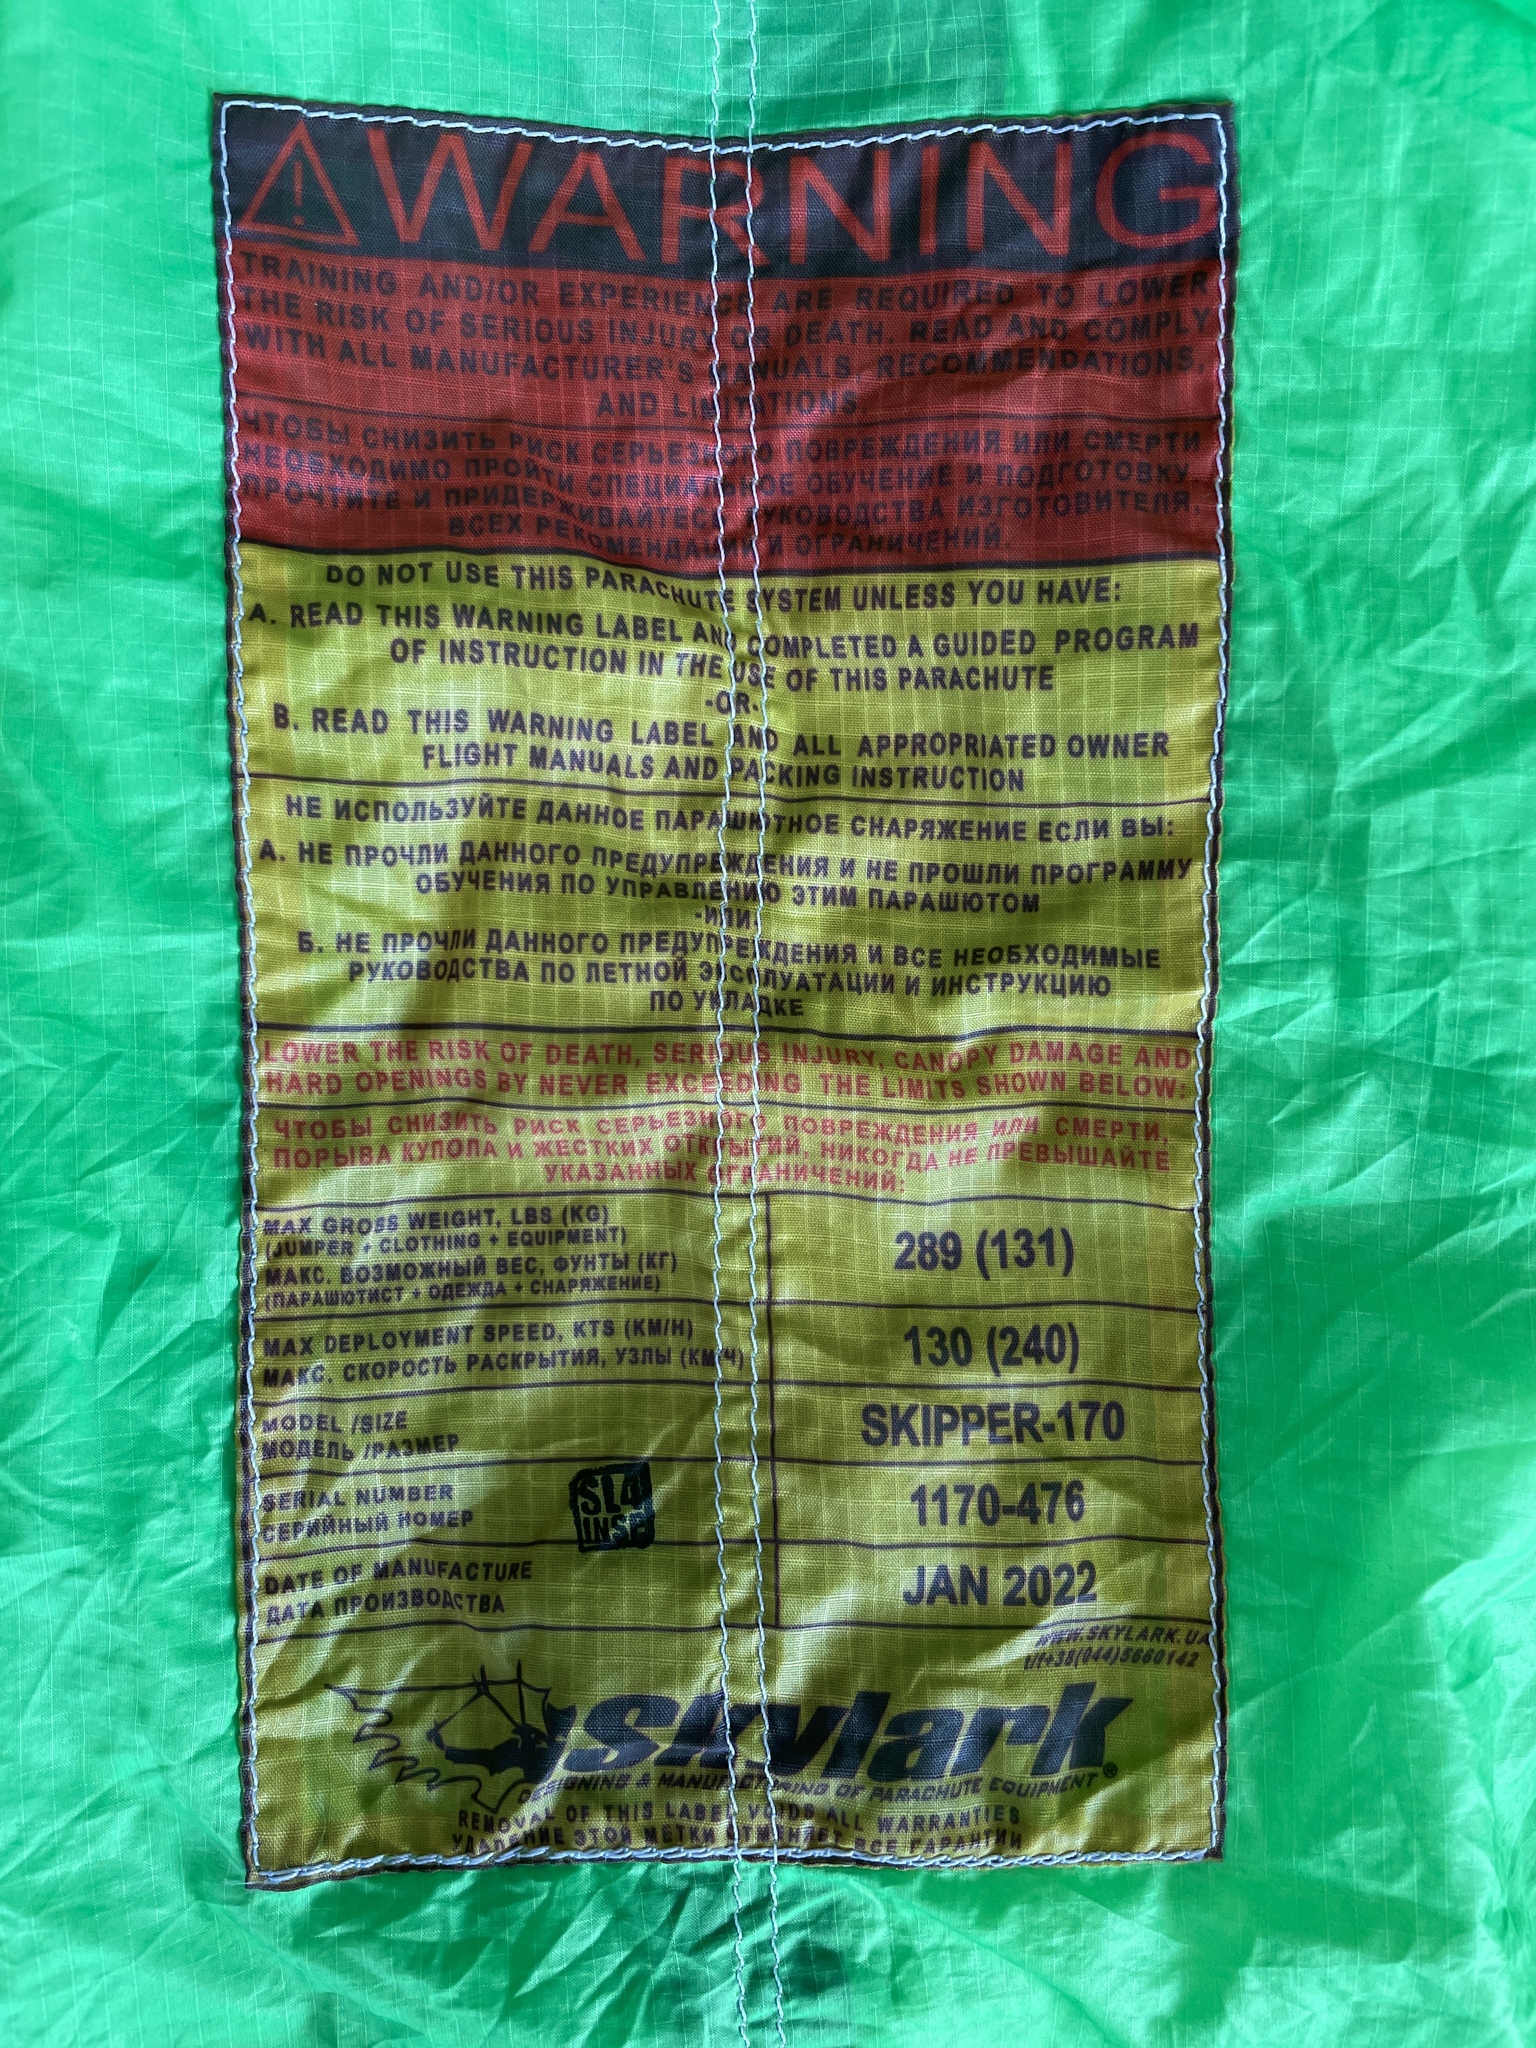 WARNING
TRAINING AND/OR EXPERIENCE ARE REQUIRED TO LOWER
THE RISK OF SERIOUS INJURY OR DEATH. READ AND COMPLY
WITH ALL MANUFACTURER'S MANUALS, RECOMMENDATIONS,
AND LIMITATIONS.
ЧТОБЫ СНИЗИТЬ РИСК СЕРЬЕЗНОГО ПОВРЕЖДЕНИЯ ИЛИ СМЕРТИ
НЕОБХОДИМО ПРОЙТИ СПЕЦИАЛЬНОЕ ОБУЧЕНИЕ И ПОДГОТОВКУ.
ПРОЧТИТЕ И ПРИДЕРЖИВАЙТЕСЬ РУКОВОДСТВА ИЗГОТОВИТЕЛЯ,
ВСЕХ РЕКОМЕНДАЦИЙ И ОГРАНИЧЕНИЙ.
DO NOT USE THIS PARACHUTE SYSTEM UNLESS YOU HAVE:
A. READ THIS WARNING LABEL AND COMPLETED A GUIDED PROGRAM
OF INSTRUCTION IN THE USE OF THIS PARACHUTE
-OR-
B. READ THIS WARNING LABEL AND ALL APPROPRIATED OWNER
FLIGHT MANUALS AND PACKING INSTRUCTION
НЕ ИСПОЛЬЗУЙТЕ ДАННОЕ ПАРАШЮТНОЕ СНАРЯЖЕНИЕ ЕСЛИ ВЫ:
А. НЕ ПРОЧЛИ ДАННОГО ПРЕДУПРЕЖДЕНИЯ И НЕ ПРОШЛИ ПРОГРАММУ
ОБУЧЕНИЯ ПО УПРАВЛЕНИЮ ЭТИМ ПАРАШЮТОМ
-ИЛИ-
Б. НЕ ПРОЧЛИ ДАННОГО ПРЕДУПРЕЖДЕНИЯ И ВСЕ НЕОБХОДИМЫЕ
РУКОВОДСТВА ПО ЛЕТНОЙ ЭКСПЛУАТАЦИИ И ИНСТРУКЦИЮ
ПО УКЛАДКЕ
LOWER THE RISK OF DEATH, SERIOUS INJURY, CANOPY DAMAGE AND
HARD OPENINGS BY NEVER EXCEEDING THE LIMITS SHOWN BELOW:
ЧТОБЫ СНИЗИТЬ РИСК СЕРЬЕЗНОГО ПОВРЕЖДЕНИЯ ИЛИ СМЕРТИ,
ПОРЫВА КУПОЛА И ЖЕСТКИХ ОТКРЫТИЙ, НИКОГДА НЕ ПРЕВЫШАЙТЕ
УКАЗАННЫХ ОГРАНИЧЕНИЙ:
MAX GROSS WEIGHT, LBS (KG)
(JUMPER + CLOTHING + EQUIPMENT)
МАКС. ВОЗМОЖНЫЙ ВЕС, ФУНТЫ (КГ)
(ПАРАШЮТИСТ + ОДЕЖДА + СНАРЯЖЕНИЕ)
289 (131)
MAX DEPLOYMENT SPEED, KTS (KM/H)
МАКС. СКОРОСТЬ РАСКРЫТИЯ, УЗЛЫ (КМ/Ч)
130 (240)
MODEL /SIZE
МОДЕЛЬ /РАЗМЕР
SKIPPER-170
SERIAL NUMBER
СЕРИЙНЫЙ НОМЕР
1170-476
DATE OF MANUFACTURE
ДАТА ПРОИЗВОДСТВА
JAN 2022
WWW.SKYLARK.UA
t/f+38(044)5660142
skylark®
DESIGNING & MANUFACTURING OF PARACHUTE EQUIPMENT
REMOVAL OF THIS LABEL VOIDS ALL WARRANTIES
УДАЛЕНИЕ ЭТОЙ МЕТКИ ОТМЕНЯЕТ ВСЕ ГАРАНТИИ